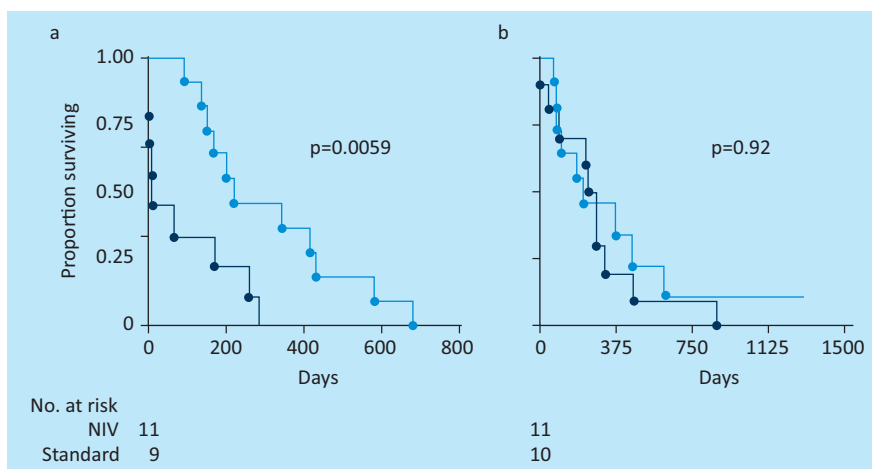 a
b
Proportion surviving
1.00
0.75
0.50
0.25
0
p=0.0059
p=0.92
0 200 400 600 800
0 375 750 1125 1500
Days
Days
No. at risk
NIV 11 11
Standard 9 10